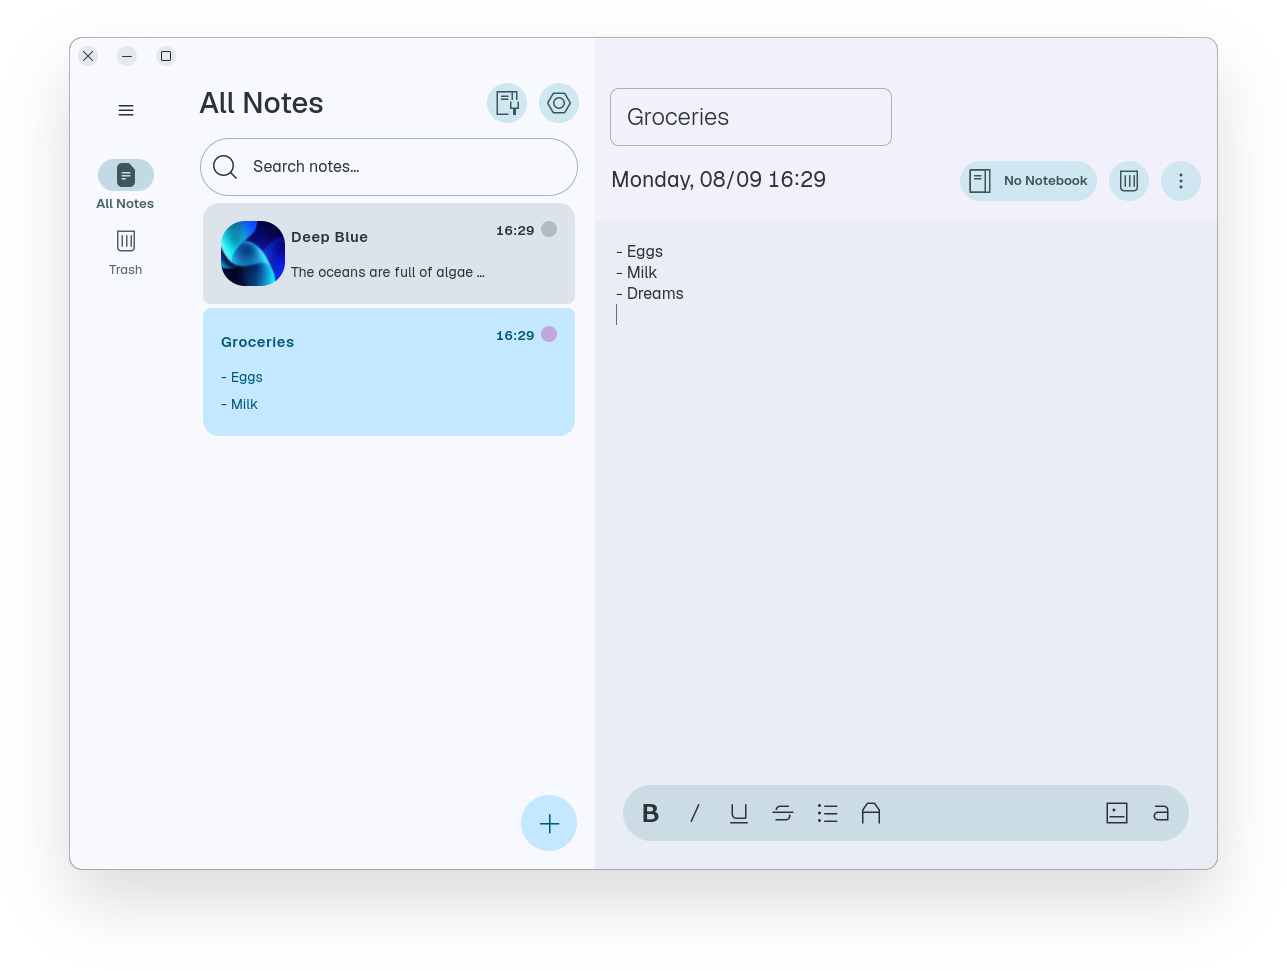 All Notes
Search notes...
All Notes
Trash
Deep Blue
16:29
The oceans are full of algae ...
Groceries
16:29
- Eggs
- Milk
Groceries
Monday, 08/09 16:29
No Notebook
- Eggs
- Milk
- Dreams
B / U S A a